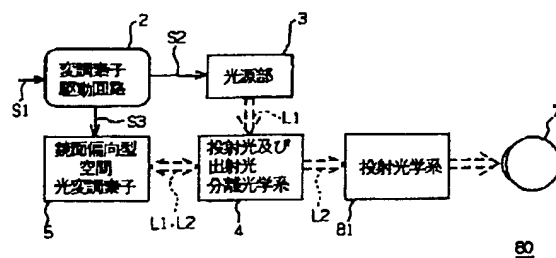 2
3
S2
変調素子
駆動回路
光源部
S1
S3
L1
7
鏡面偏向型
空間
光変調素子
投射光及び
出射光
分離光学系
投射光学系
L1・L2
L2
5
4
81
80